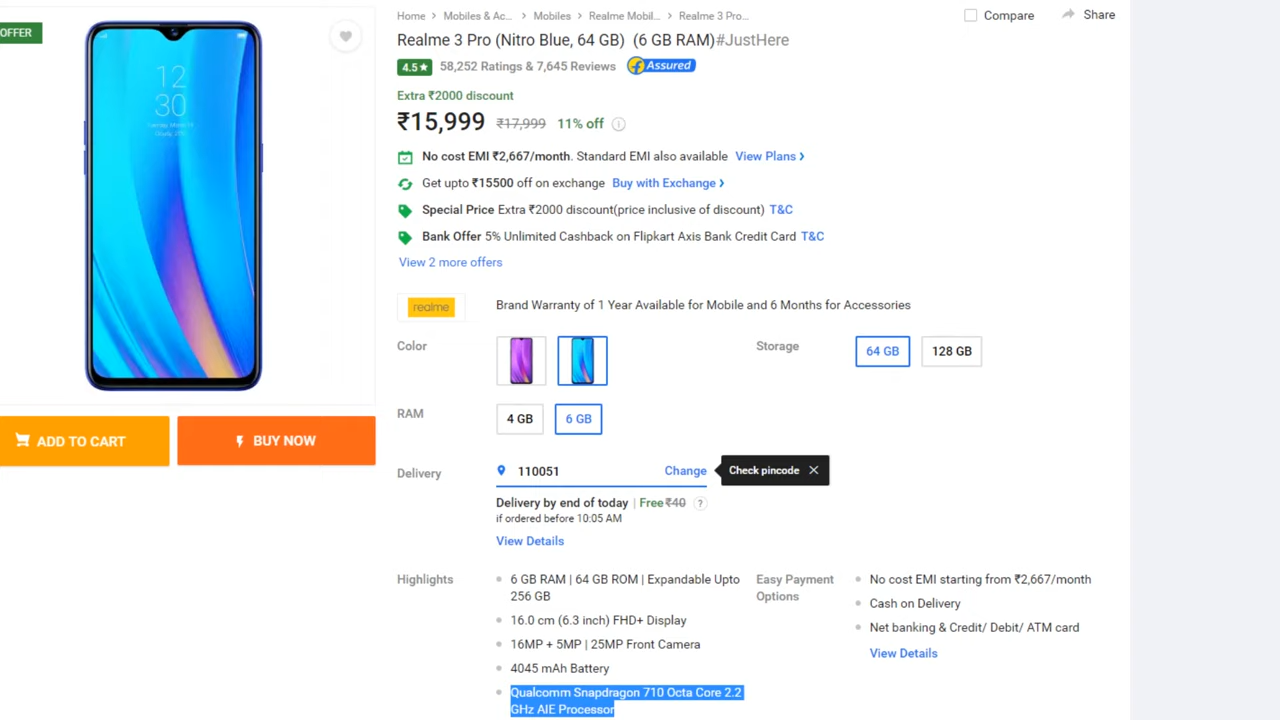 OFFER
12
30
Home > Mobiles & Ac... > Mobiles > Realme Mobil... > Realme 3 Pro...
Compare
Share
Realme 3 Pro (Nitro Blue, 64 GB) (6 GB RAM)#JustHere
4.5★ 58,252 Ratings & 7,645 Reviews
Assured
Extra ₹2000 discount
₹15,999 ₹17,999 11% off
No cost EMI ₹2,667/month. Standard EMI also available View Plans >
Get upto ₹15500 off on exchange Buy with Exchange >
Special Price Extra ₹2000 discount(price inclusive of discount) T&C
Bank Offer 5% Unlimited Cashback on Flipkart Axis Bank Credit Card T&C
View 2 more offers
realme Brand Warranty of 1 Year Available for Mobile and 6 Months for Accessories
Color
Storage 64 GB 128 GB
RAM 4 GB 6 GB
ADD TO CART
BUY NOW
Delivery 110051 Change Check pincode
Delivery by end of today | Free ₹40 ?
if ordered before 10:05 AM
View Details
Highlights
6 GB RAM | 64 GB ROM | Expandable Upto
256 GB
16.0 cm (6.3 inch) FHD+ Display
16MP + 5MP | 25MP Front Camera
4045 mAh Battery
Qualcomm Snapdragon 710 Octa Core 2.2
GHz AIE Processor
Easy Payment
Options
No cost EMI starting from ₹2,667/month
Cash on Delivery
Net banking & Credit/ Debit/ ATM card
View Details